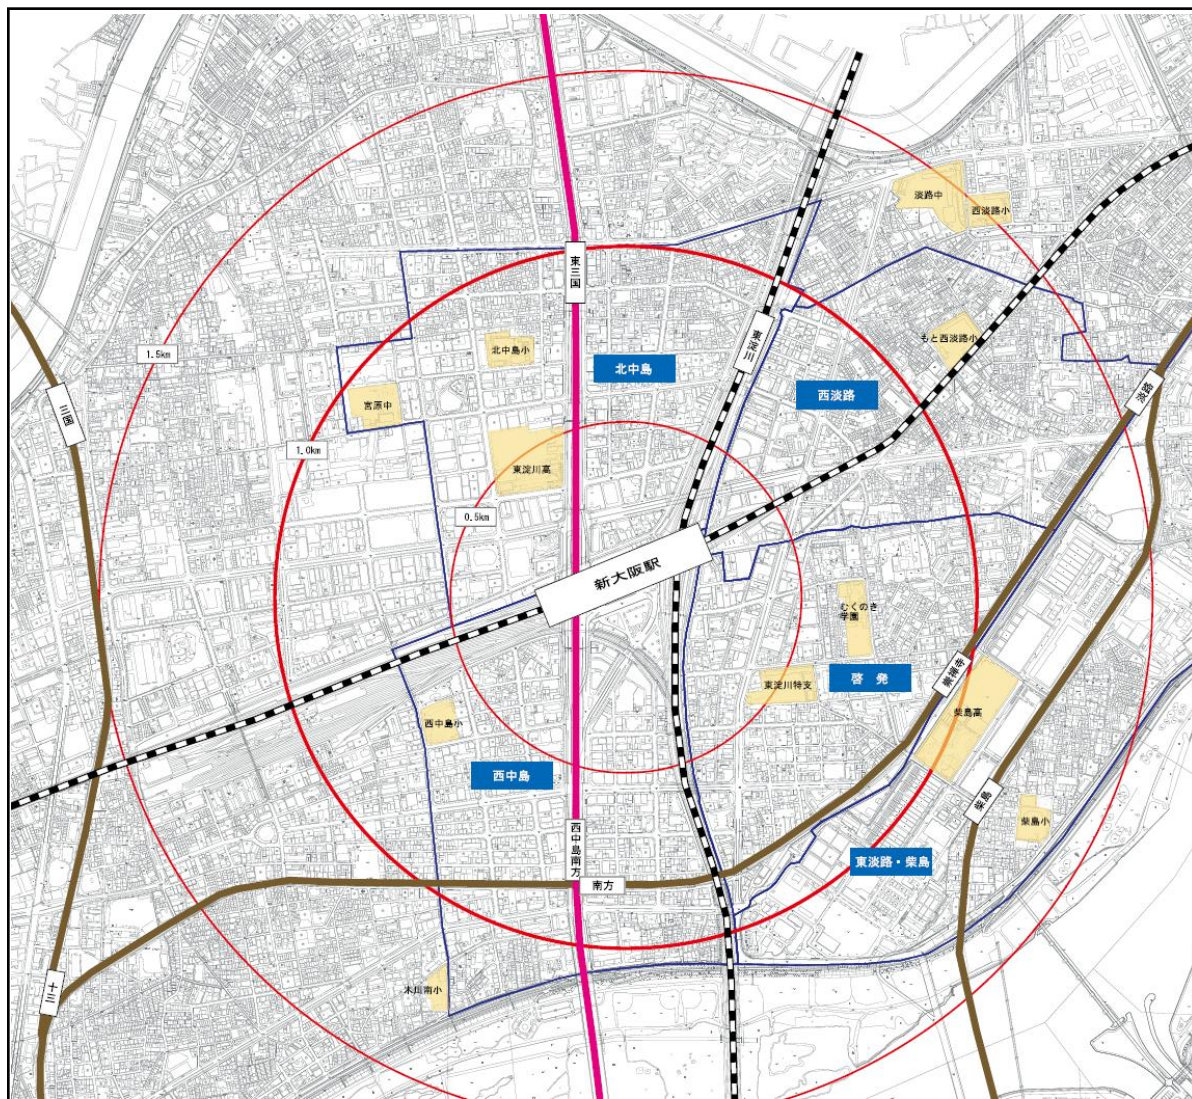 淡路中
西淡路小
東三国
東淀川
もと西淡路小
1.5km
北中島小
北中島
西淡路
淡路
三国
宮原中
1.0km
東淀川高
0.5km
新大阪駅
むくのき
学園
啓 発
崇禅寺
東淀川特支
西中島小
柴島高
西中島
柴島
柴島小
西中島南方
東淡路・柴島
南方
十三
木川南小